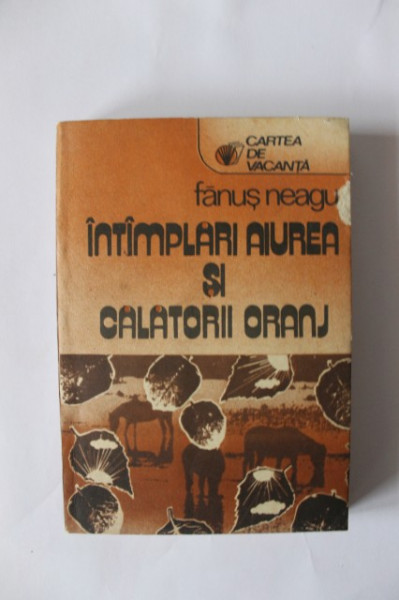 CARTEA
DE
VACANȚĂ
fănuș neagu
ÎNTÎMPLĂRI AIUREA
ȘI
CĂLĂTORII ORANJ